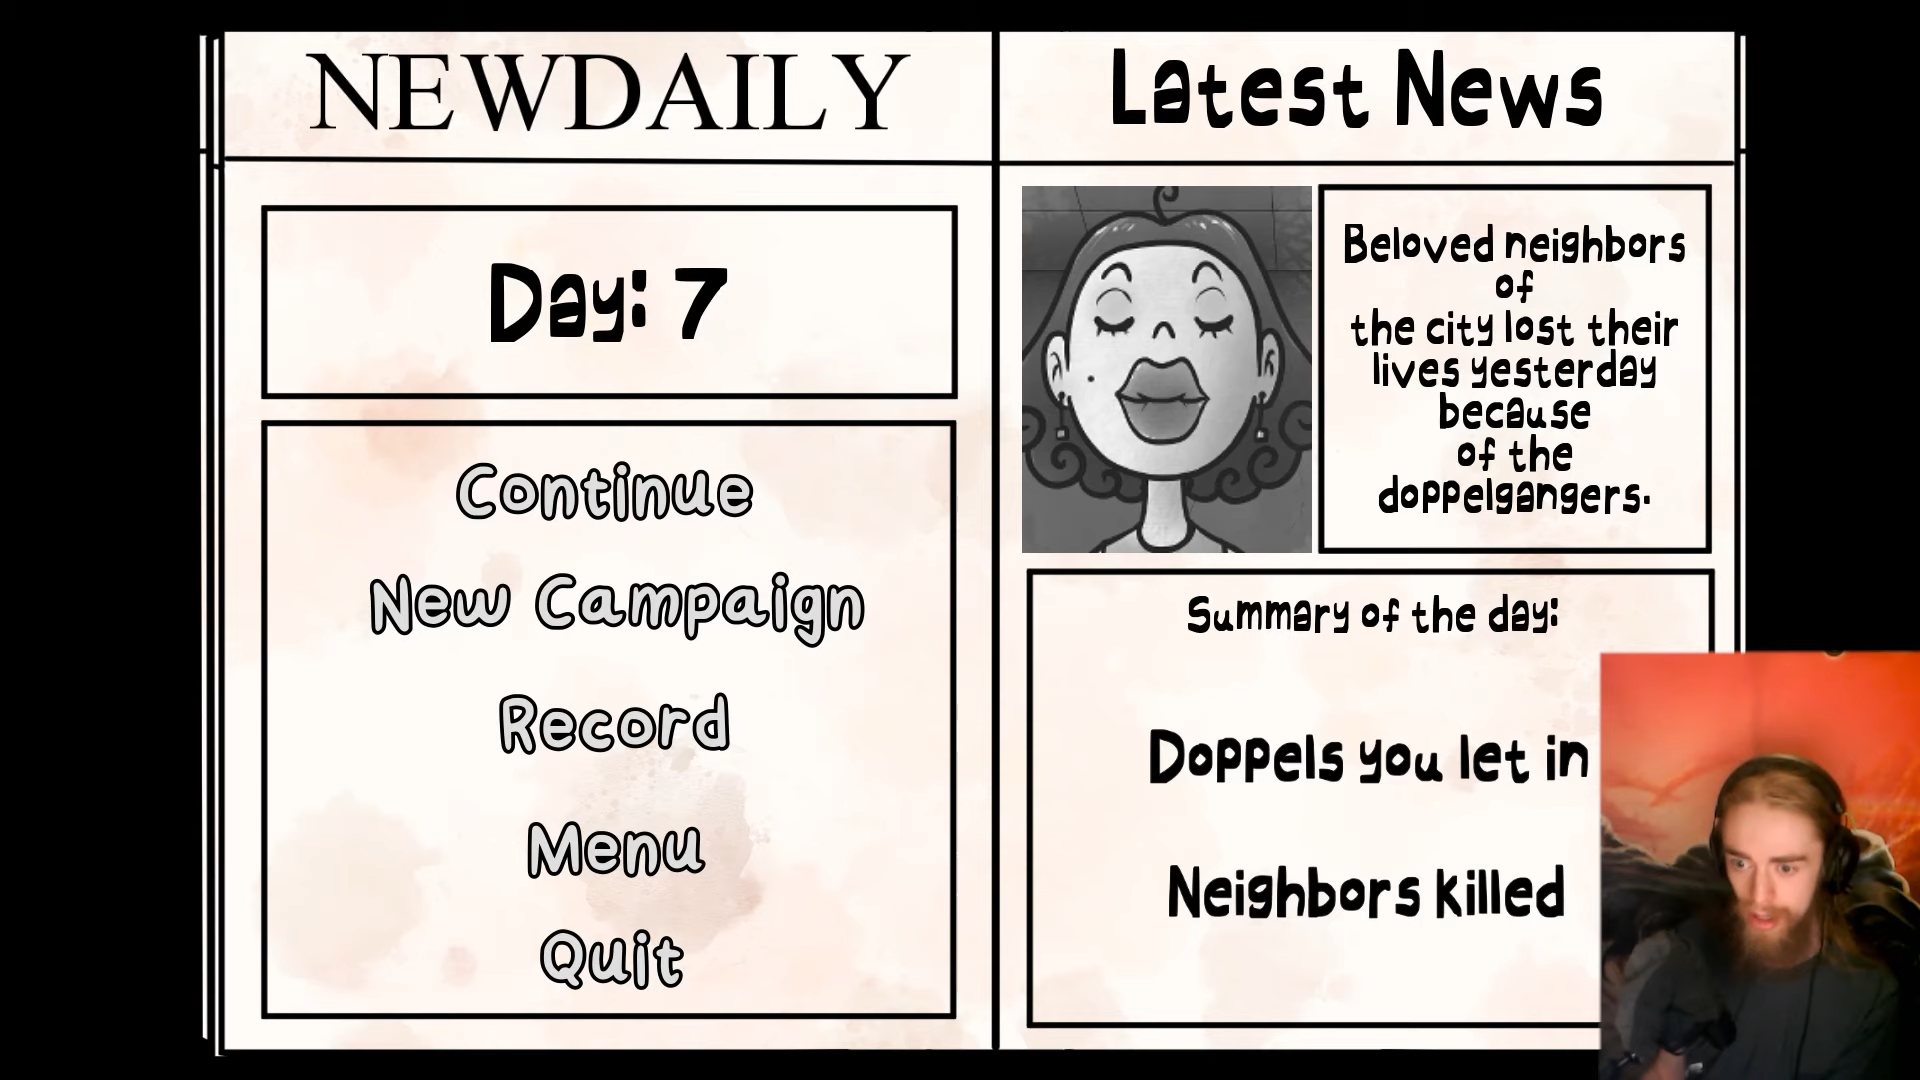 NEWDAILY
Day: 7
Continue
New Campaign
Record
Menu
Quit
Latest News
Beloved neighbors
of
the city lost their
lives yesterday
because
of the
doppelgangers.
Summary of the day:
Doppels you let in
Neighbors killed